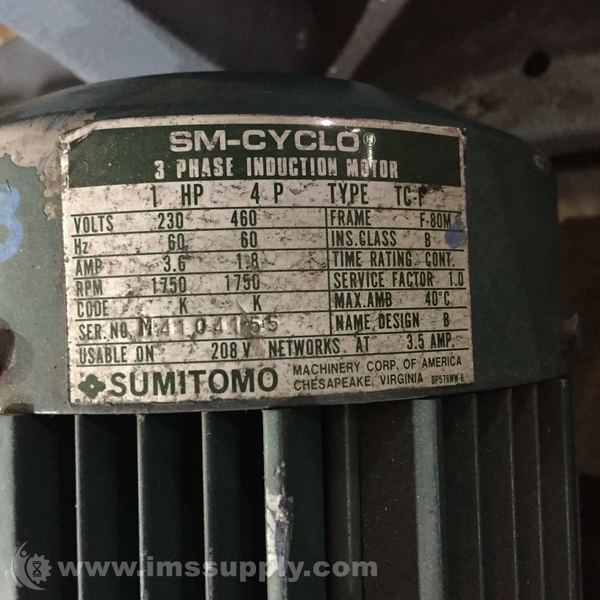 SM-CYCLO®
3 PHASE INDUCTION MOTOR
1 HP 4 P TYPE TC-F
VOLTS 230 460 FRAME F-80M
Hz 60 60 INS.CLASS B
AMP 3.6 1.8 TIME RATING CONT.
RPM 1750 1750 SERVICE FACTOR 1.0
CODE K K MAX.AMB 40°C
SER.NO. M4104155 NAME DESIGN B
USABLE ON 208 V NETWORKS AT 3.5 AMP
SUMITOMO MACHINERY CORP. OF AMERICA
CHESAPEAKE, VIRGINIA
www.imssupply.com